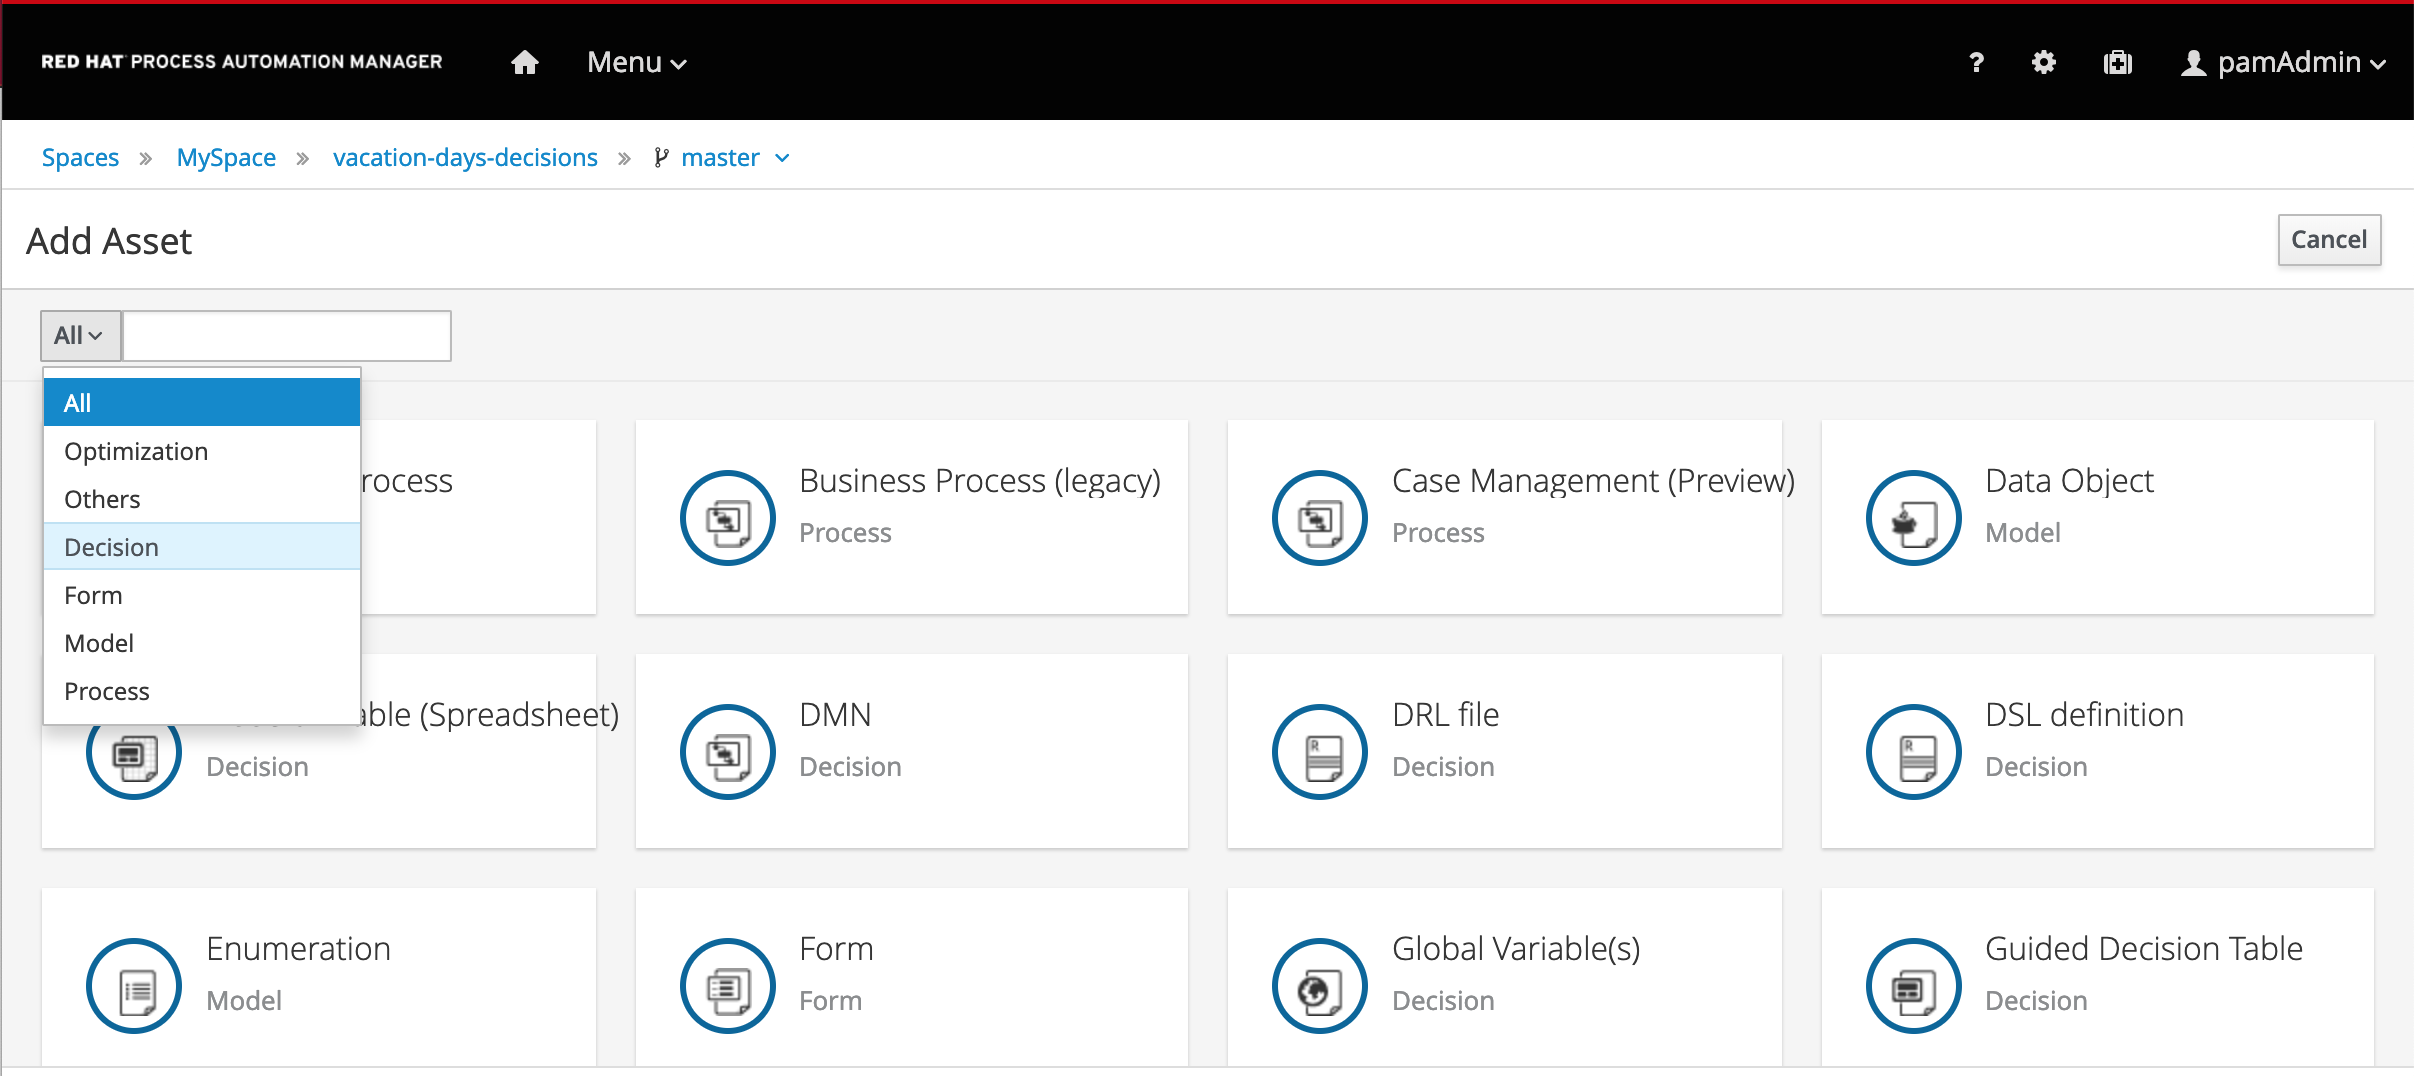 RED HAT PROCESS AUTOMATION MANAGER Menu ? pamAdmin
Spaces » MySpace » vacation-days-decisions » master
Add Asset Cancel
All
All
Optimization
Others
Decision
Form
Model
Process
rocess
Business Process (legacy)
Process
Case Management (Preview)
Process
Data Object
Model
able (Spreadsheet)
Decision
DMN
Decision
DRL file
Decision
DSL definition
Decision
Enumeration
Model
Form
Form
Global Variable(s)
Decision
Guided Decision Table
Decision